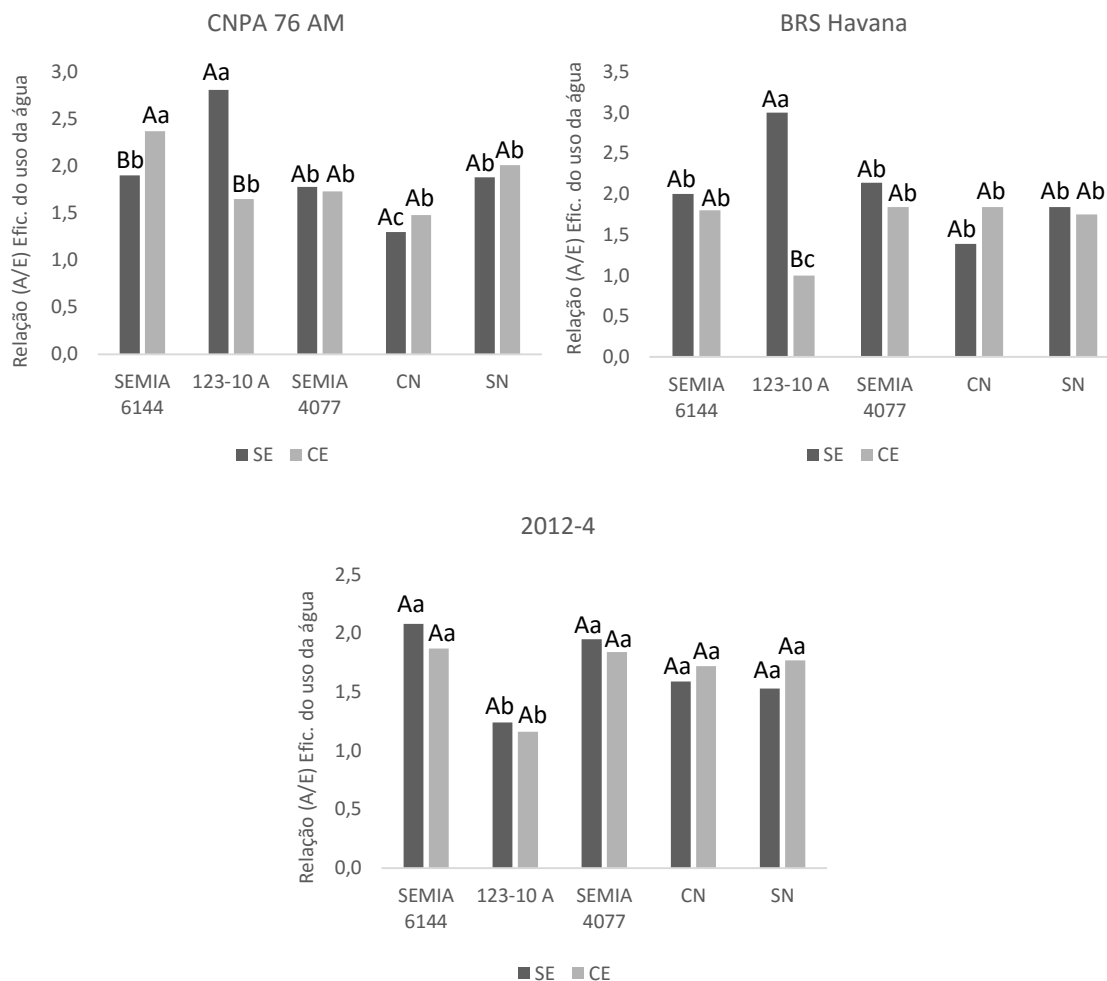 CNPA 76 AM
Relação (A/E) Efic. do uso da água
3,0
2,5
2,0
1,5
1,0
0,5
0,0
Bb Aa Aa Bb Ab Ab Ac Ab Ab Ab
SEMIA 123-10 A SEMIA CN SN
6144 4077
SE CE
BRS Havana
Relação (A/E) Efic. do uso da água
3,5
3,0
2,5
2,0
1,5
1,0
0,5
0,0
Ab Ab Aa Bc Ab Ab Ab Ab Ab Ab
SEMIA 123-10 A SEMIA CN SN
6144 4077
SE CE
2012-4
Relação (A/E) Efic. do uso da água
2,5
2,0
1,5
1,0
0,5
0,0
Aa Aa Ab Ab Aa Aa Aa Aa Aa Aa
SEMIA 123-10 A SEMIA CN SN
6144 4077
SE CE